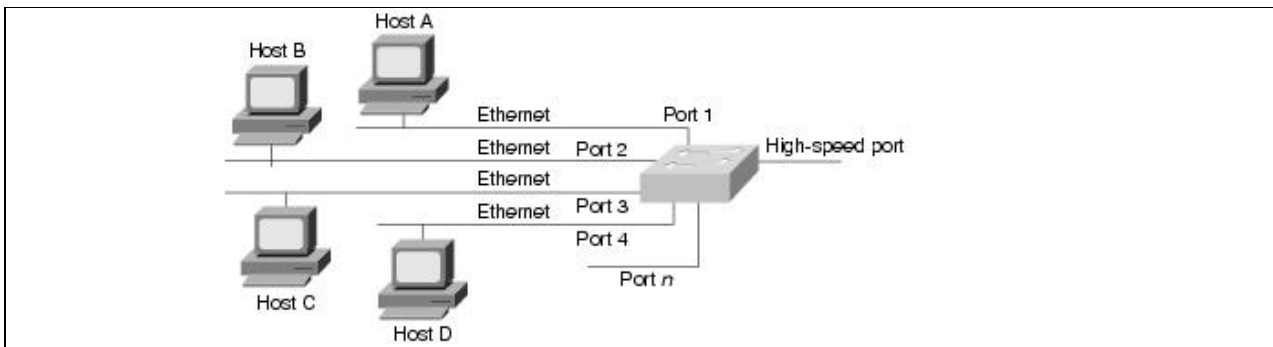 Host A
Host B
Ethernet
Port 1
Ethernet
Port 2
High-speed port
Ethernet
Port 3
Ethernet
Port 4
Port n
Host C
Host D